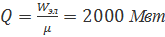 Q = W_эл / μ = 2000 Мвт